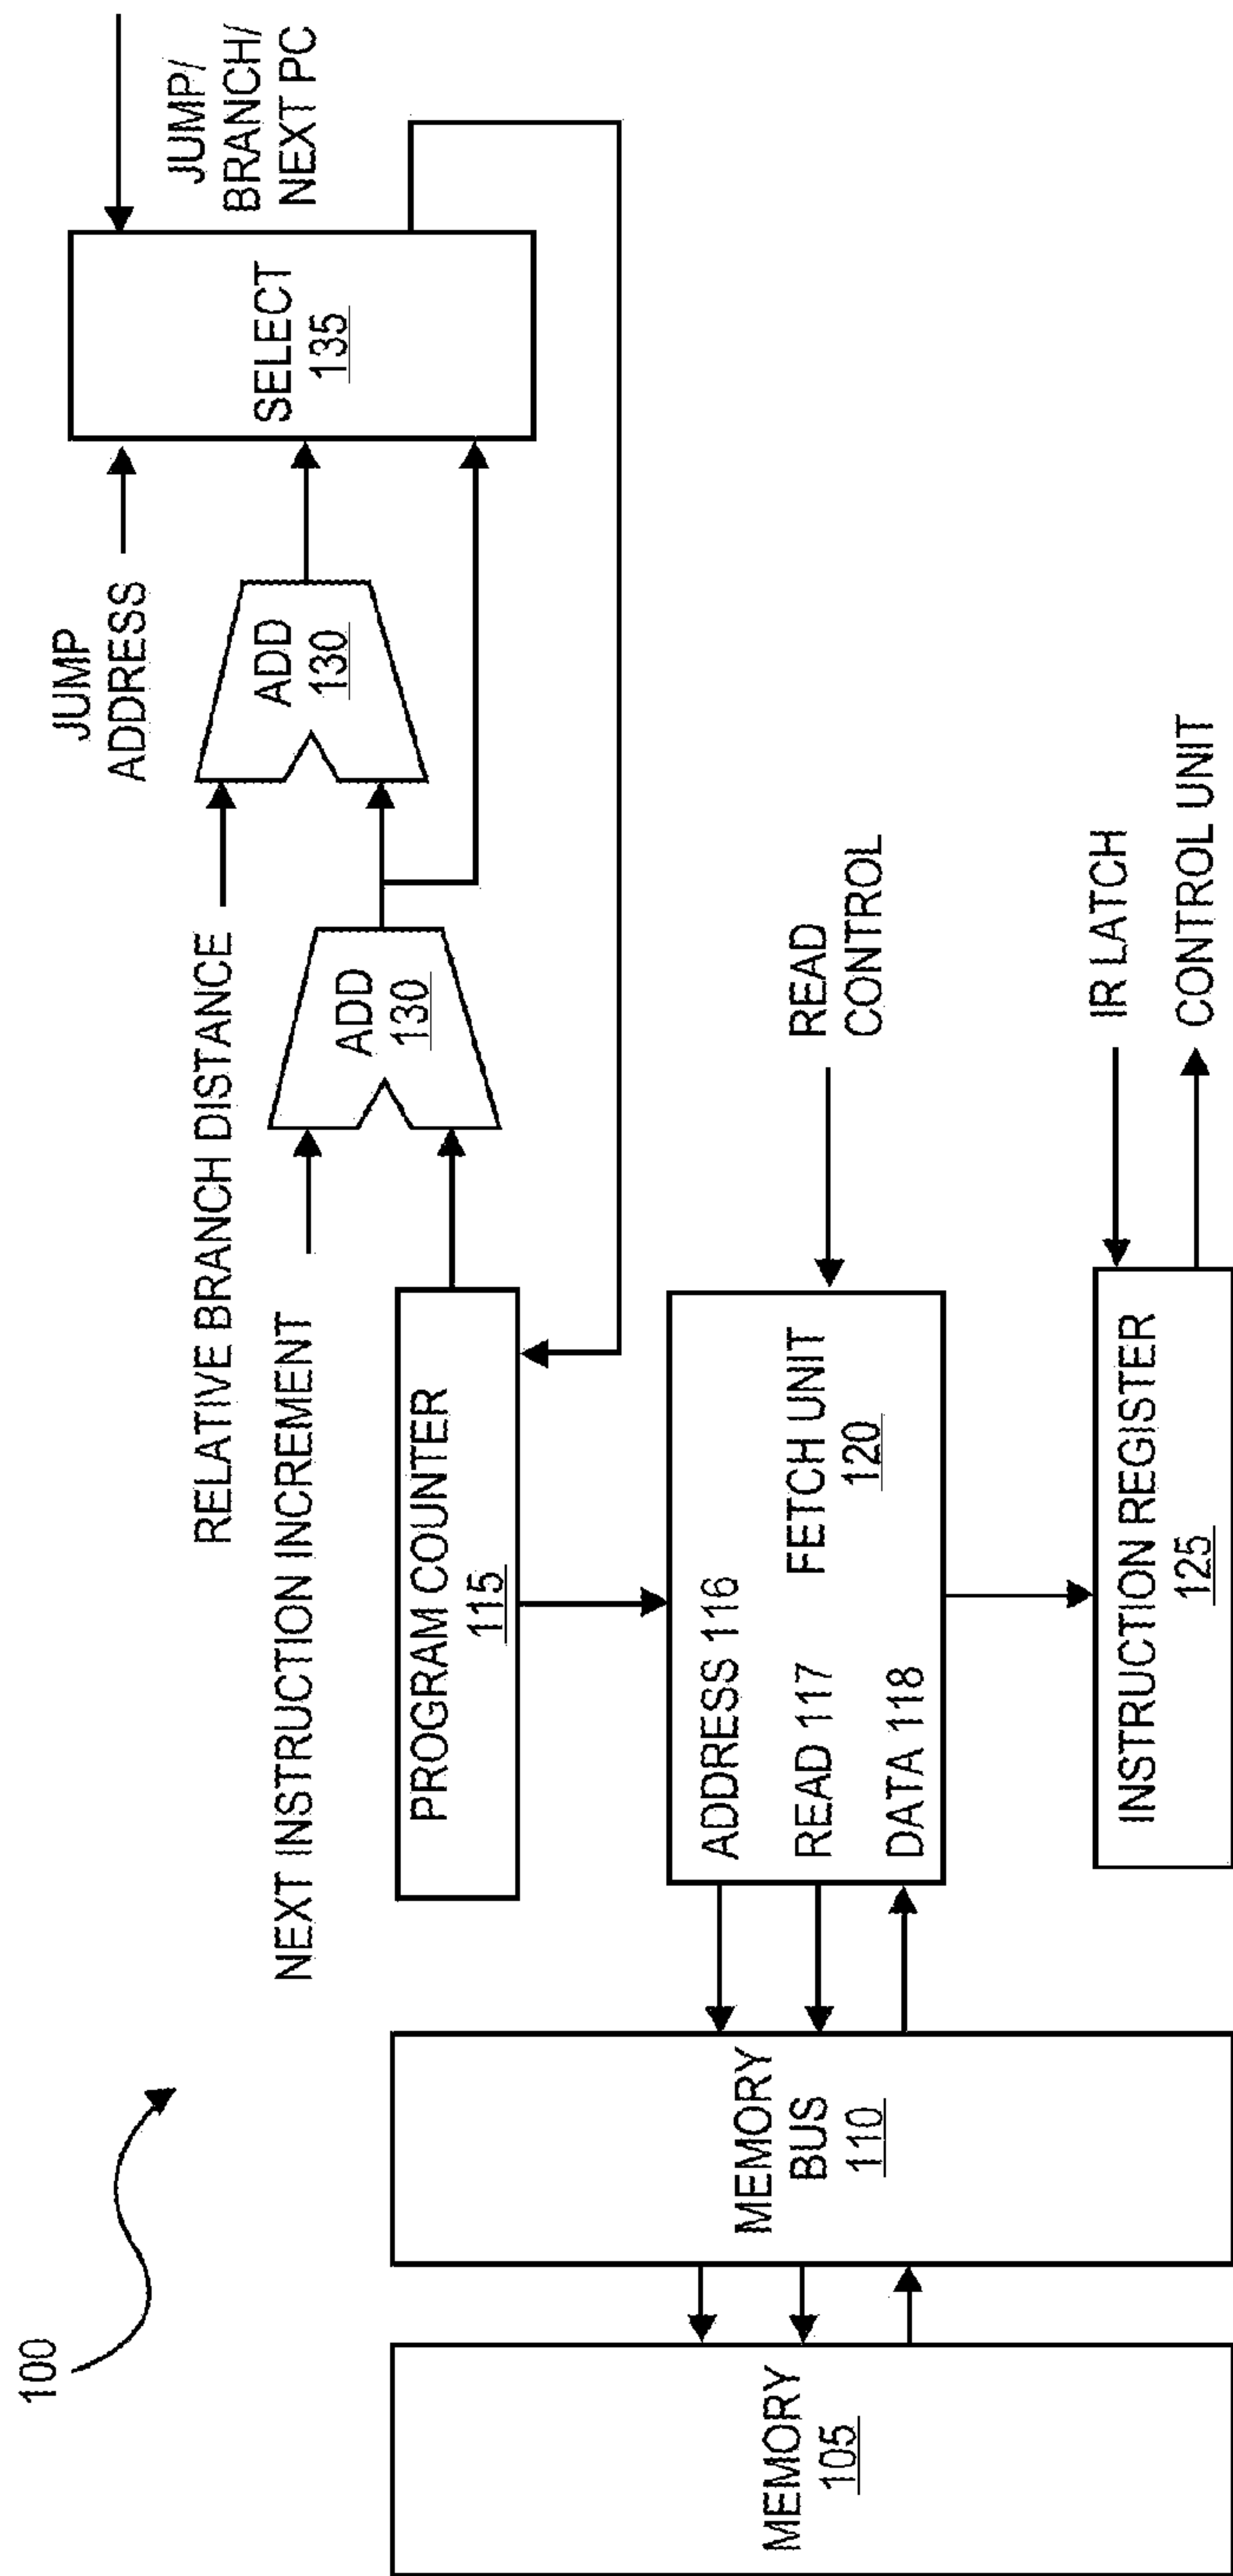 100
JUMP/
BRANCH/
NEXT PC
JUMP
ADDRESS
SELECT
135
RELATIVE BRANCH DISTANCE
ADD
130
NEXT INSTRUCTION INCREMENT
ADD
130
PROGRAM COUNTER
115
MEMORY
105
MEMORY
BUS
110
ADDRESS 116
READ 117
DATA 118
FETCH UNIT
120
READ
CONTROL
INSTRUCTION REGISTER
125
IR LATCH
CONTROL UNIT